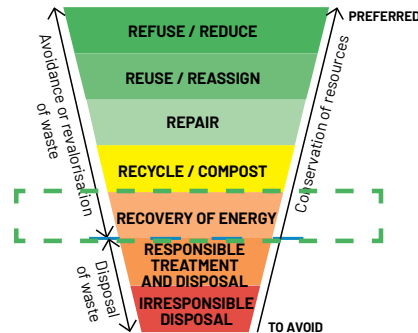 REFUSE / REDUCE
PREFERRED
REUSE / REASSIGN
REPAIR
RECYCLE / COMPOST
RECOVERY OF ENERGY
RESPONSIBLE
TREATMENT
AND DISPOSAL
IRRESPONSIBLE
DISPOSAL
TO AVOID
Avoidance or revalorisation
of waste
Disposal
of waste
Conservation of resources